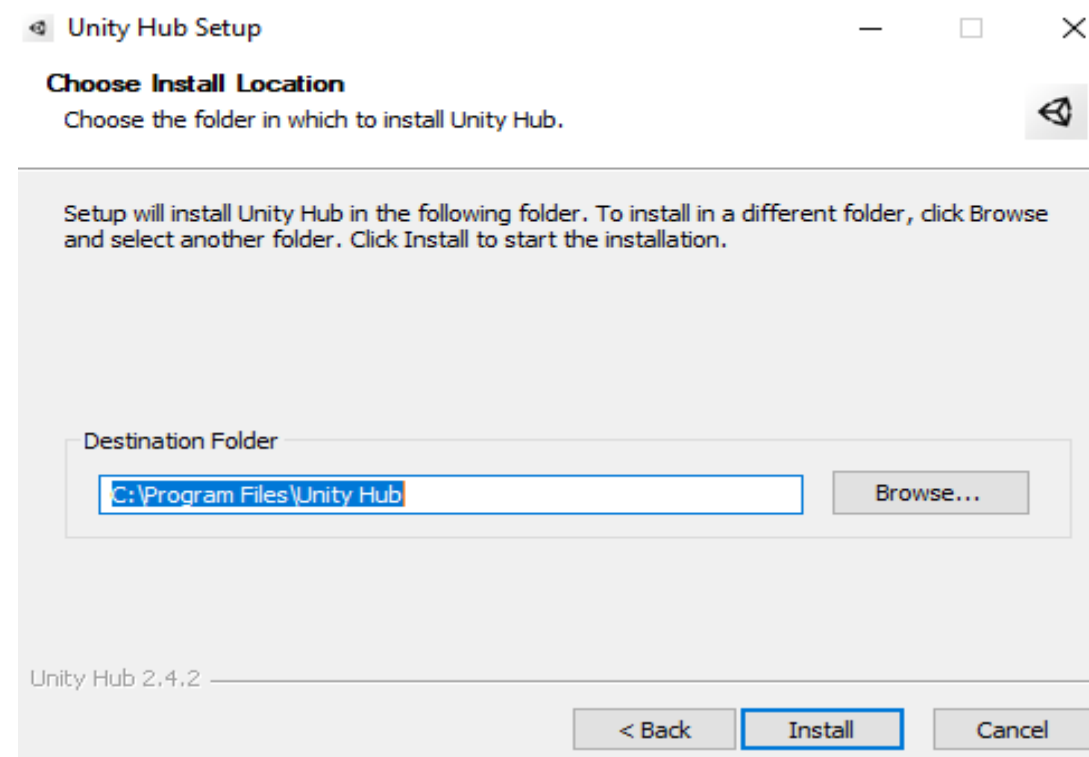 Unity Hub Setup
Choose Install Location
Choose the folder in which to install Unity Hub.
Setup will install Unity Hub in the following folder. To install in a different folder, click Browse
and select another folder. Click Install to start the installation.
Destination Folder
C:\Program Files\Unity Hub
Browse...
Unity Hub 2.4.2
< Back
Install
Cancel